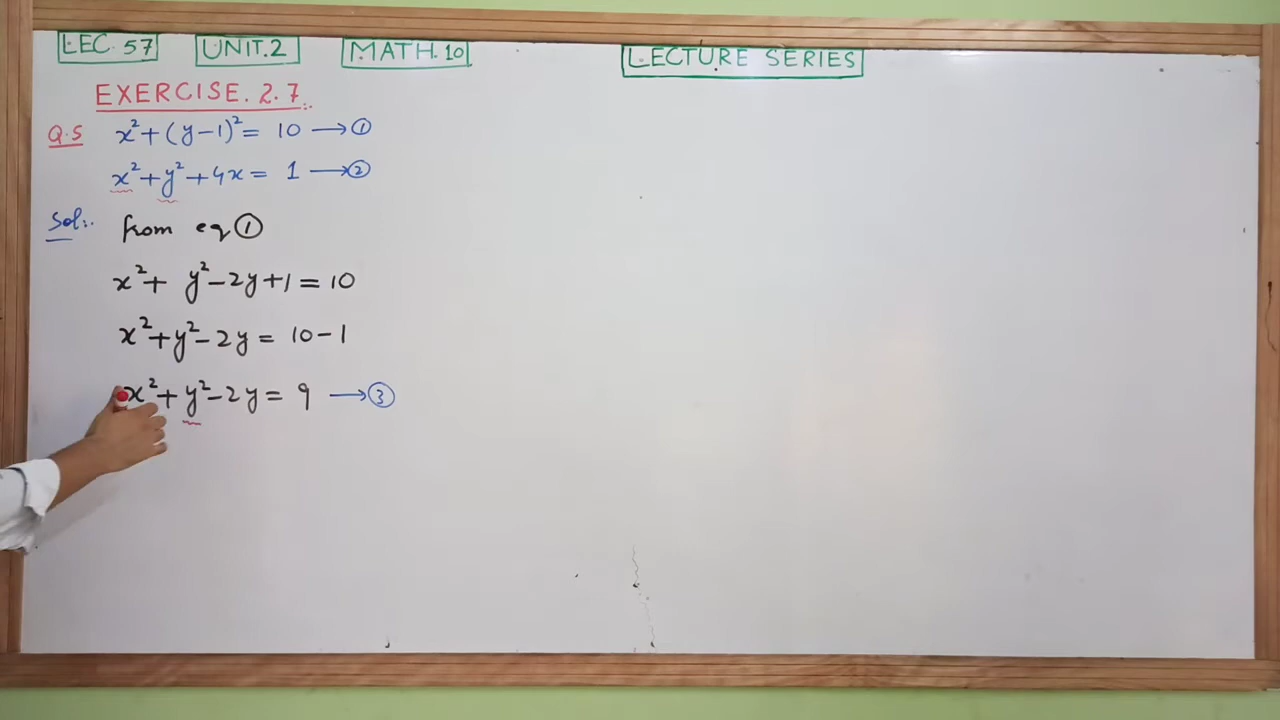 LEC. 57 UNIT.2 MATH.10 LECTURE SERIES
EXERCISE. 2.7
Q.5 x² + (y-1)² = 10 → ①
x² + y² + 4x = 1 → ②
Sol:. from eq ①
x² + y² - 2y + 1 = 10
x² + y² - 2y = 10 - 1
x² + y² - 2y = 9 → ③